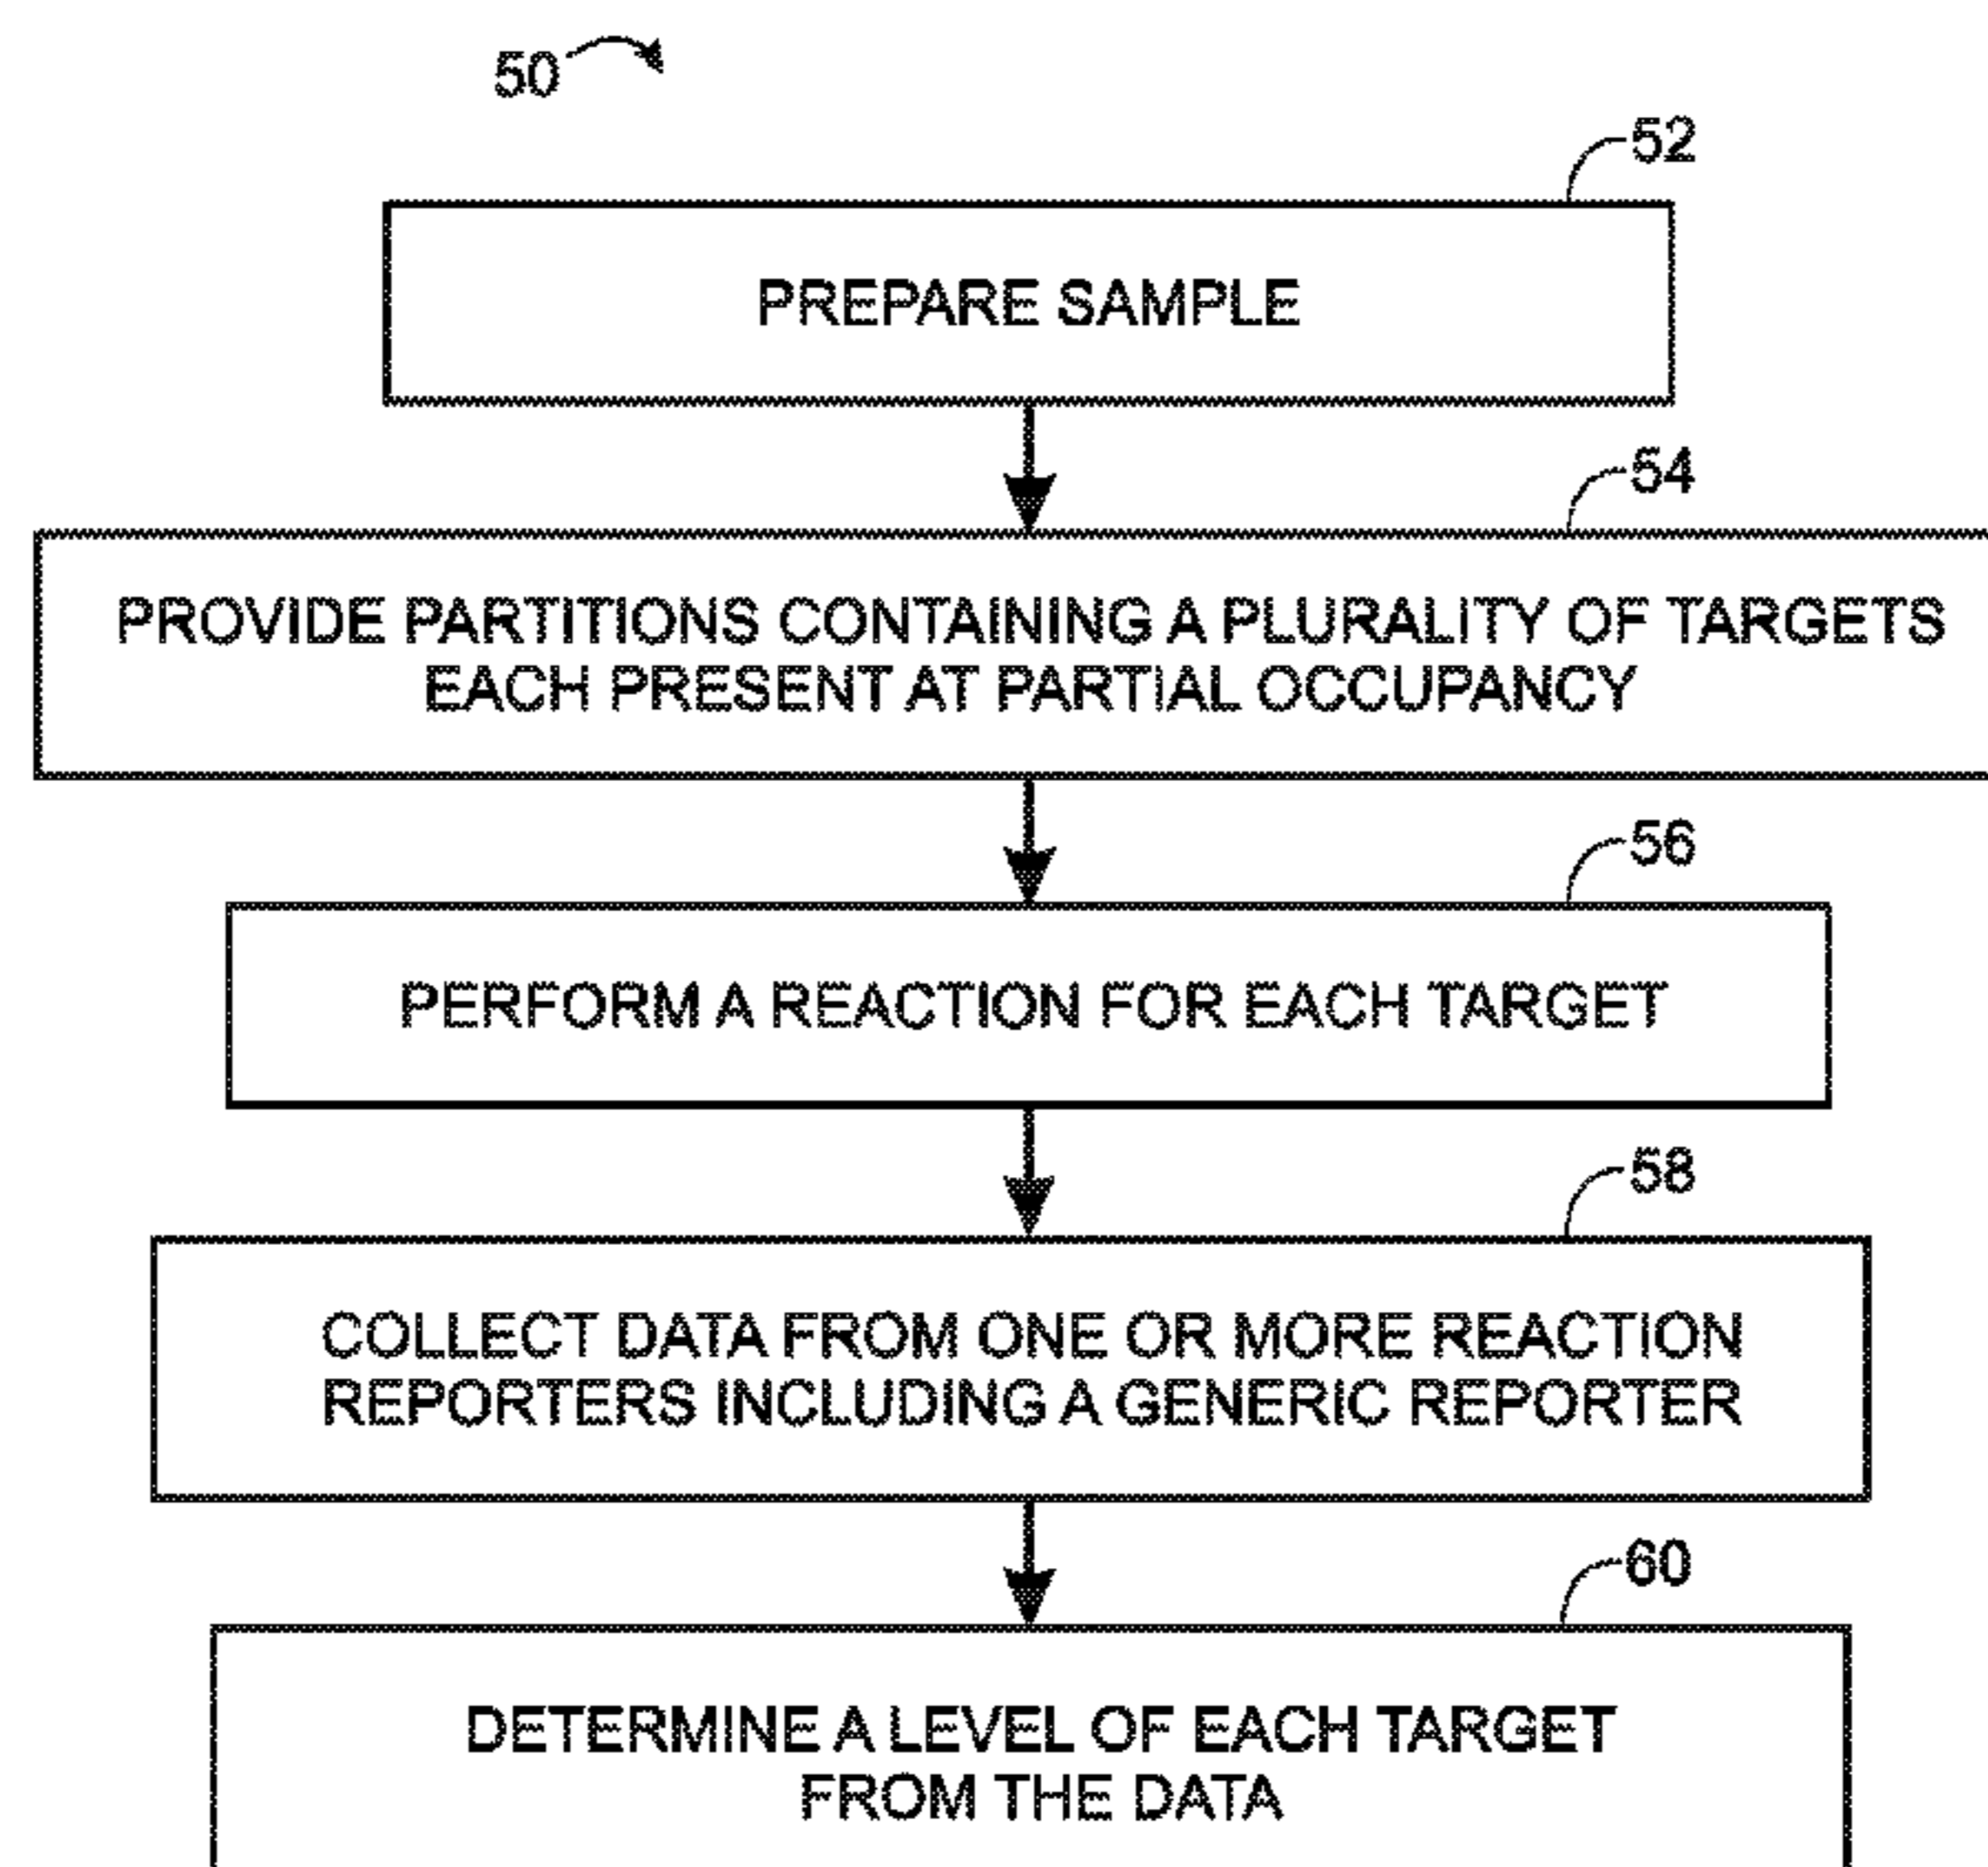 50
52
PREPARE SAMPLE
54
PROVIDE PARTITIONS CONTAINING A PLURALITY OF TARGETS
EACH PRESENT AT PARTIAL OCCUPANCY
56
PERFORM A REACTION FOR EACH TARGET
58
COLLECT DATA FROM ONE OR MORE REACTION
REPORTERS INCLUDING A GENERIC REPORTER
60
DETERMINE A LEVEL OF EACH TARGET
FROM THE DATA